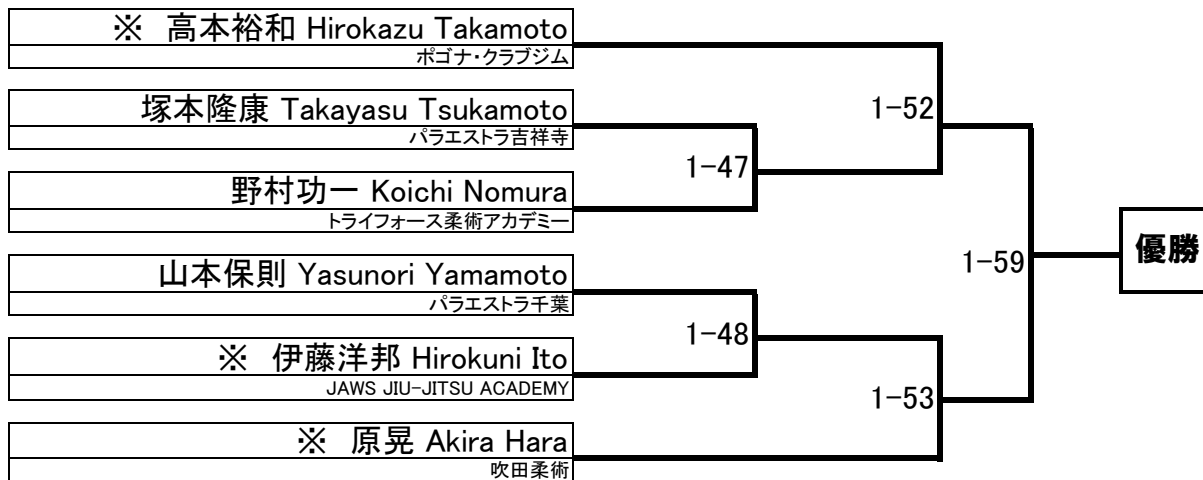 ※ 高本裕和 Hirokazu Takamoto
ポゴナ・クラブジム
塚本隆康 Takayasu Tsukamoto
パラエストラ吉祥寺
野村功一 Koichi Nomura
トライフォース柔術アカデミー
山本保則 Yasunori Yamamoto
パラエストラ千葉
※ 伊藤洋邦 Hirokuni Ito
JAWS JIU-JITSU ACADEMY
※ 原晃 Akira Hara
吹田柔術
1-47
1-48
1-52
1-53
1-59
優勝